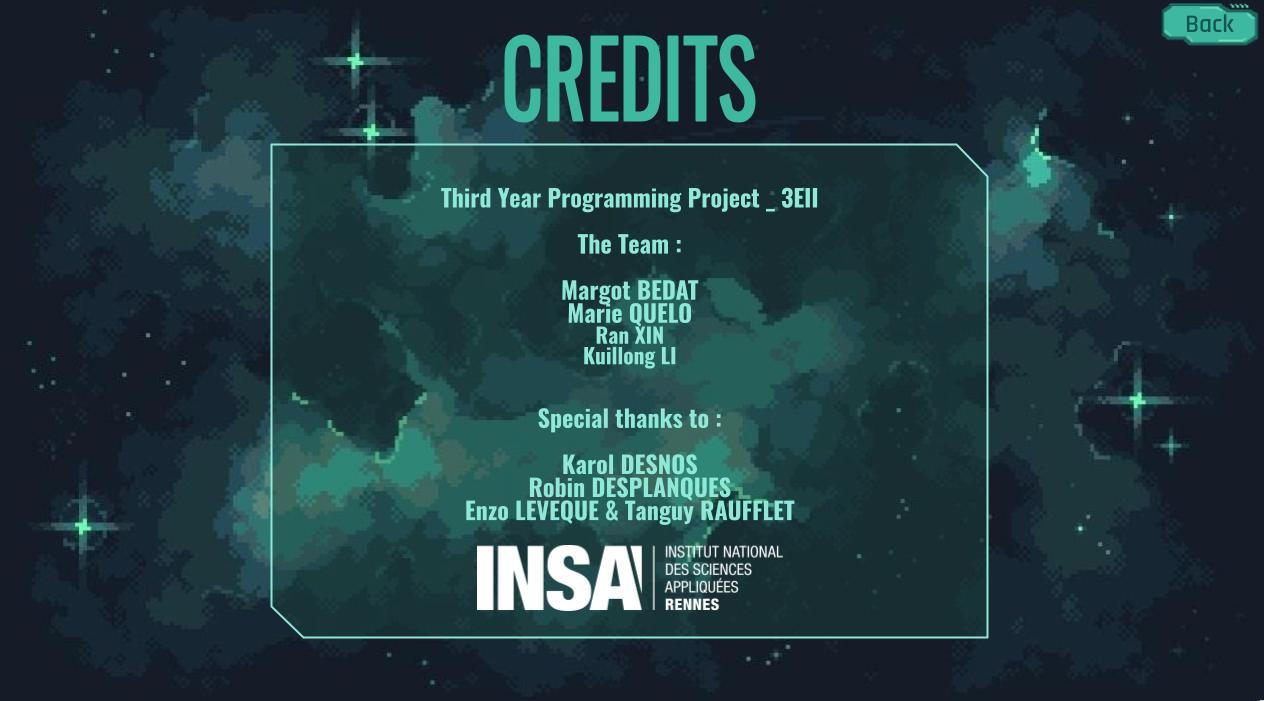 Back
CREDITS
Third Year Programming Project _ 3EII
The Team :
Margot BEDAT
Marie QUELO
Ran XIN
Kuillong LI
Special thanks to :
Karol DESNOS
Robin DESPLANQUES
Enzo LEVEQUE & Tanguy RAUFFLET
INSA
INSTITUT NATIONAL
DES SCIENCES
APPLIQUÉES
RENNES